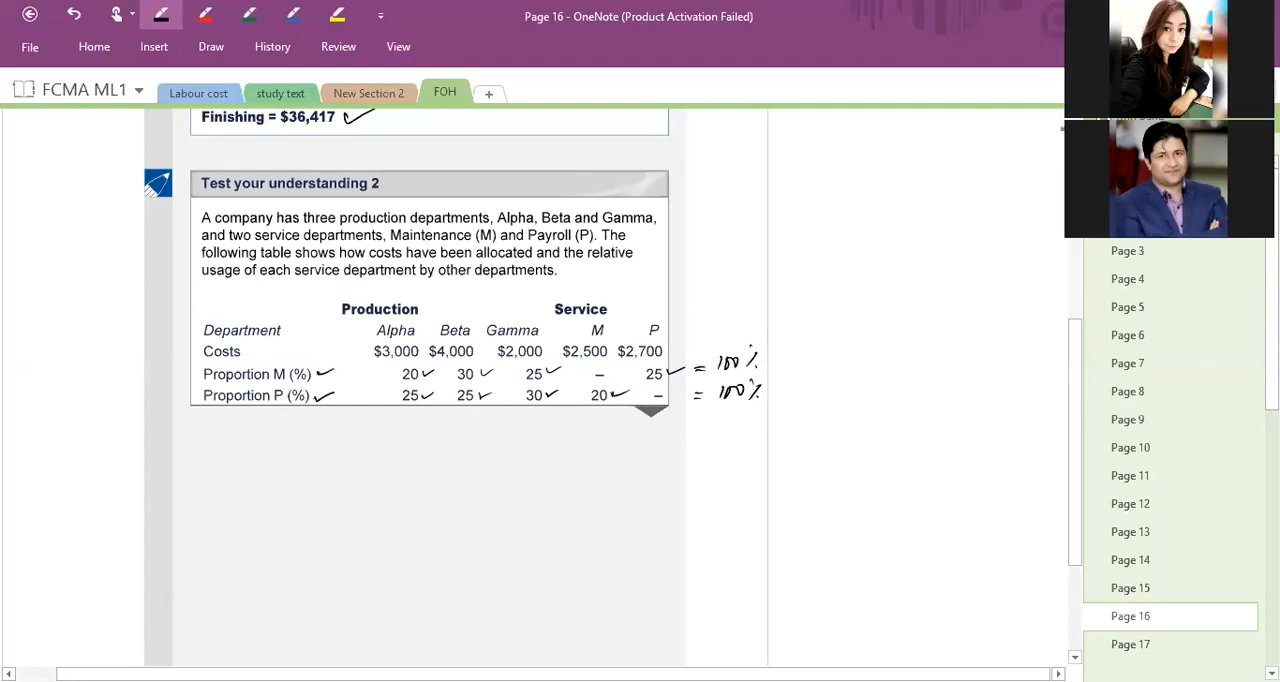 Page 16 - OneNote (Product Activation Failed)
File Home Insert Draw History Review View
FCMA ML1 Labour cost study text New Section 2 FOH
Finishing = $36,417
Test your understanding 2
A company has three production departments, Alpha, Beta and Gamma,
and two service departments, Maintenance (M) and Payroll (P). The
following table shows how costs have been allocated and the relative
usage of each service department by other departments.
Production Service
Department Alpha Beta Gamma M P
Costs $3,000 $4,000 $2,000 $2,500 $2,700
Proportion M (%) 20 30 25 – 25 = 100%
Proportion P (%) 25 25 30 20 – = 100%
Page 3
Page 4
Page 5
Page 6
Page 7
Page 8
Page 9
Page 10
Page 11
Page 12
Page 13
Page 14
Page 15
Page 16
Page 17